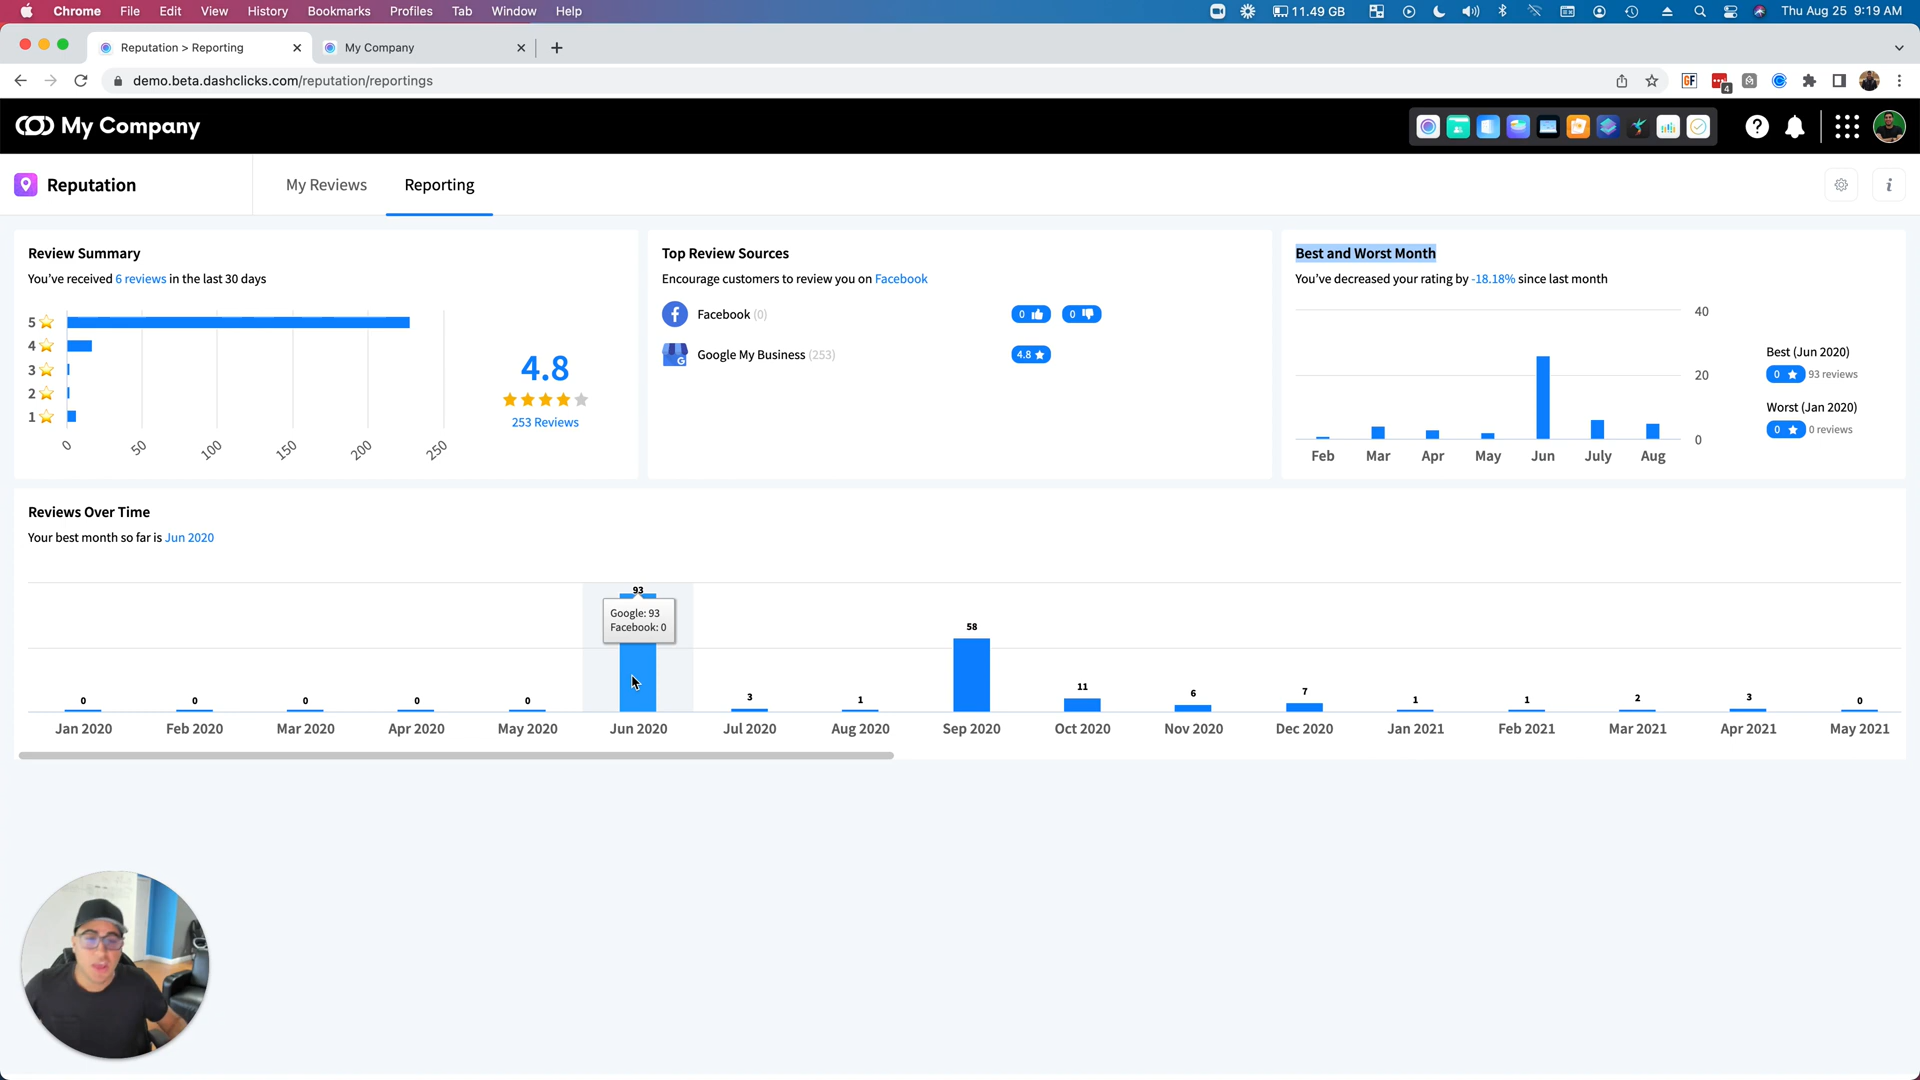 Chrome File Edit View History Bookmarks Profiles Tab Window Help 11.49 GB Thu Aug 25 9:19 AM
Reputation > Reporting My Company
demo.beta.dashclicks.com/reputation/reportings 4
My Company
Reputation My Reviews Reporting
Review Summary
You've received 6 reviews in the last 30 days
5
4
3
2
1
0 50 100 150 200 250
4.8
253 Reviews
Top Review Sources
Encourage customers to review you on Facebook
Facebook (0) 0 0
Google My Business (253) 4.8
Best and Worst Month
You've decreased your rating by -18.18% since last month
40
20
0
Feb Mar Apr May Jun July Aug
Best (Jun 2020)
0 93 reviews
Worst (Jan 2020)
0 0 reviews
Reviews Over Time
Your best month so far is Jun 2020
93
Google: 93
Facebook: 0
0 0 0 0 0 3 1 58 11 6 7 1 1 2 3 0
Jan 2020 Feb 2020 Mar 2020 Apr 2020 May 2020 Jun 2020 Jul 2020 Aug 2020 Sep 2020 Oct 2020 Nov 2020 Dec 2020 Jan 2021 Feb 2021 Mar 2021 Apr 2021 May 2021